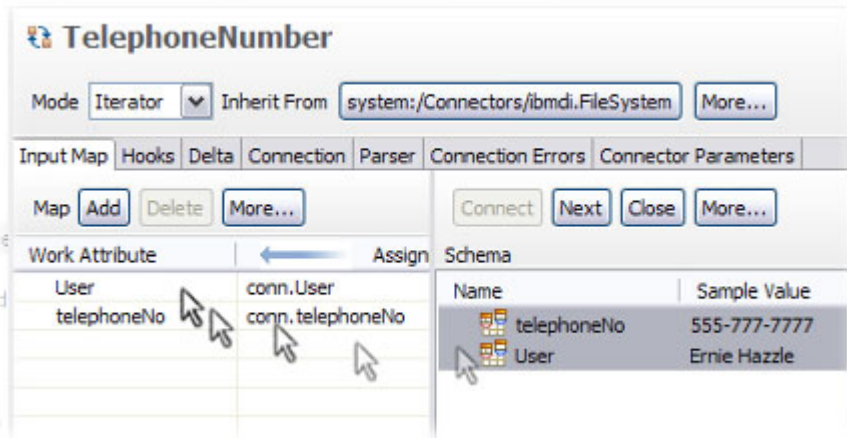 TelephoneNumber
Mode Iterator Inherit From system:/Connectors/ibmdi.FileSystem More...
Input Map Hooks Delta Connection Parser Connection Errors Connector Parameters
Map Add Delete More...
Connect Next Close More...
Work Attribute Assign
Schema
User conn.User
telephoneNo conn.telephoneNo
Name Sample Value
telephoneNo 555-777-7777
User Ernie Hazzle